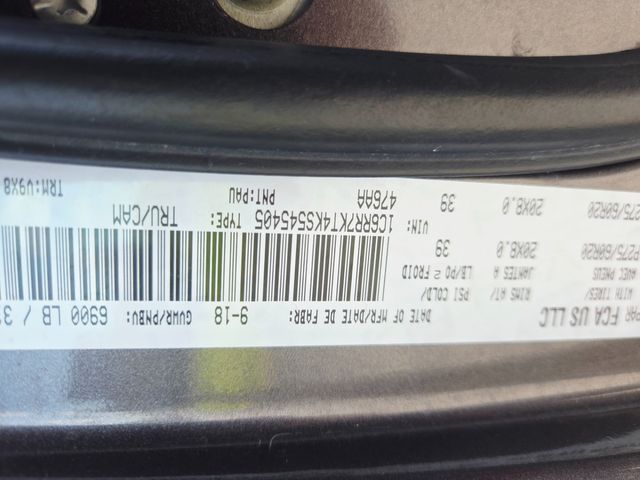 PAR FCA US LLC
DATE OF MFR/DATE DE FABR: 9-18 GVWR/PNBV: 6900 LB /
WITH TIRES/ RIMS AT/ PSI COLD/
AVEC PNEUS JANTES A LB/PO² FROID
P275/60R20 20X8.0 39
P275/60R20 20X8.0 39
VIN: 1C6RR7KT4KS545405 TYPE: TRU/CAM
476AA PNT:PAU TRM:V9X8